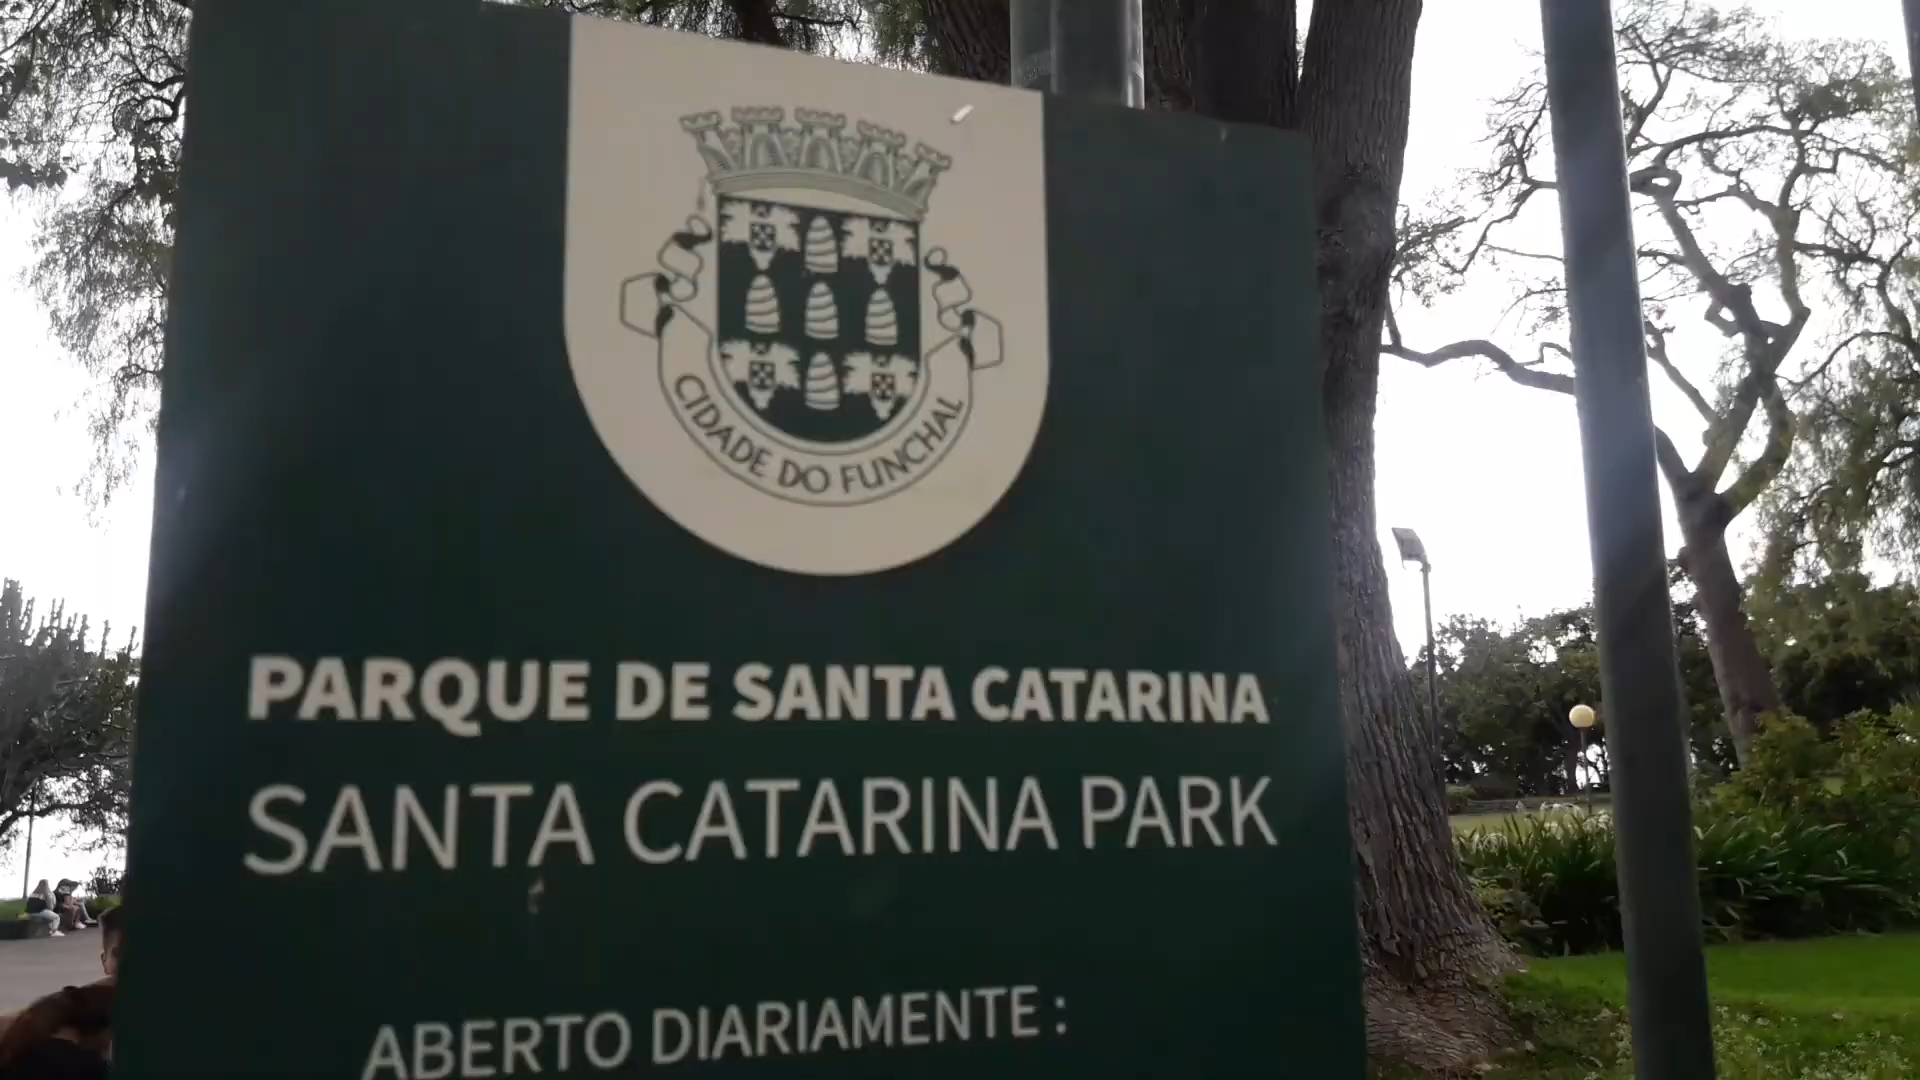 CIDADE DO FUNCHAL
PARQUE DE SANTA CATARINA
SANTA CATARINA PARK
ABERTO DIARIAMENTE :